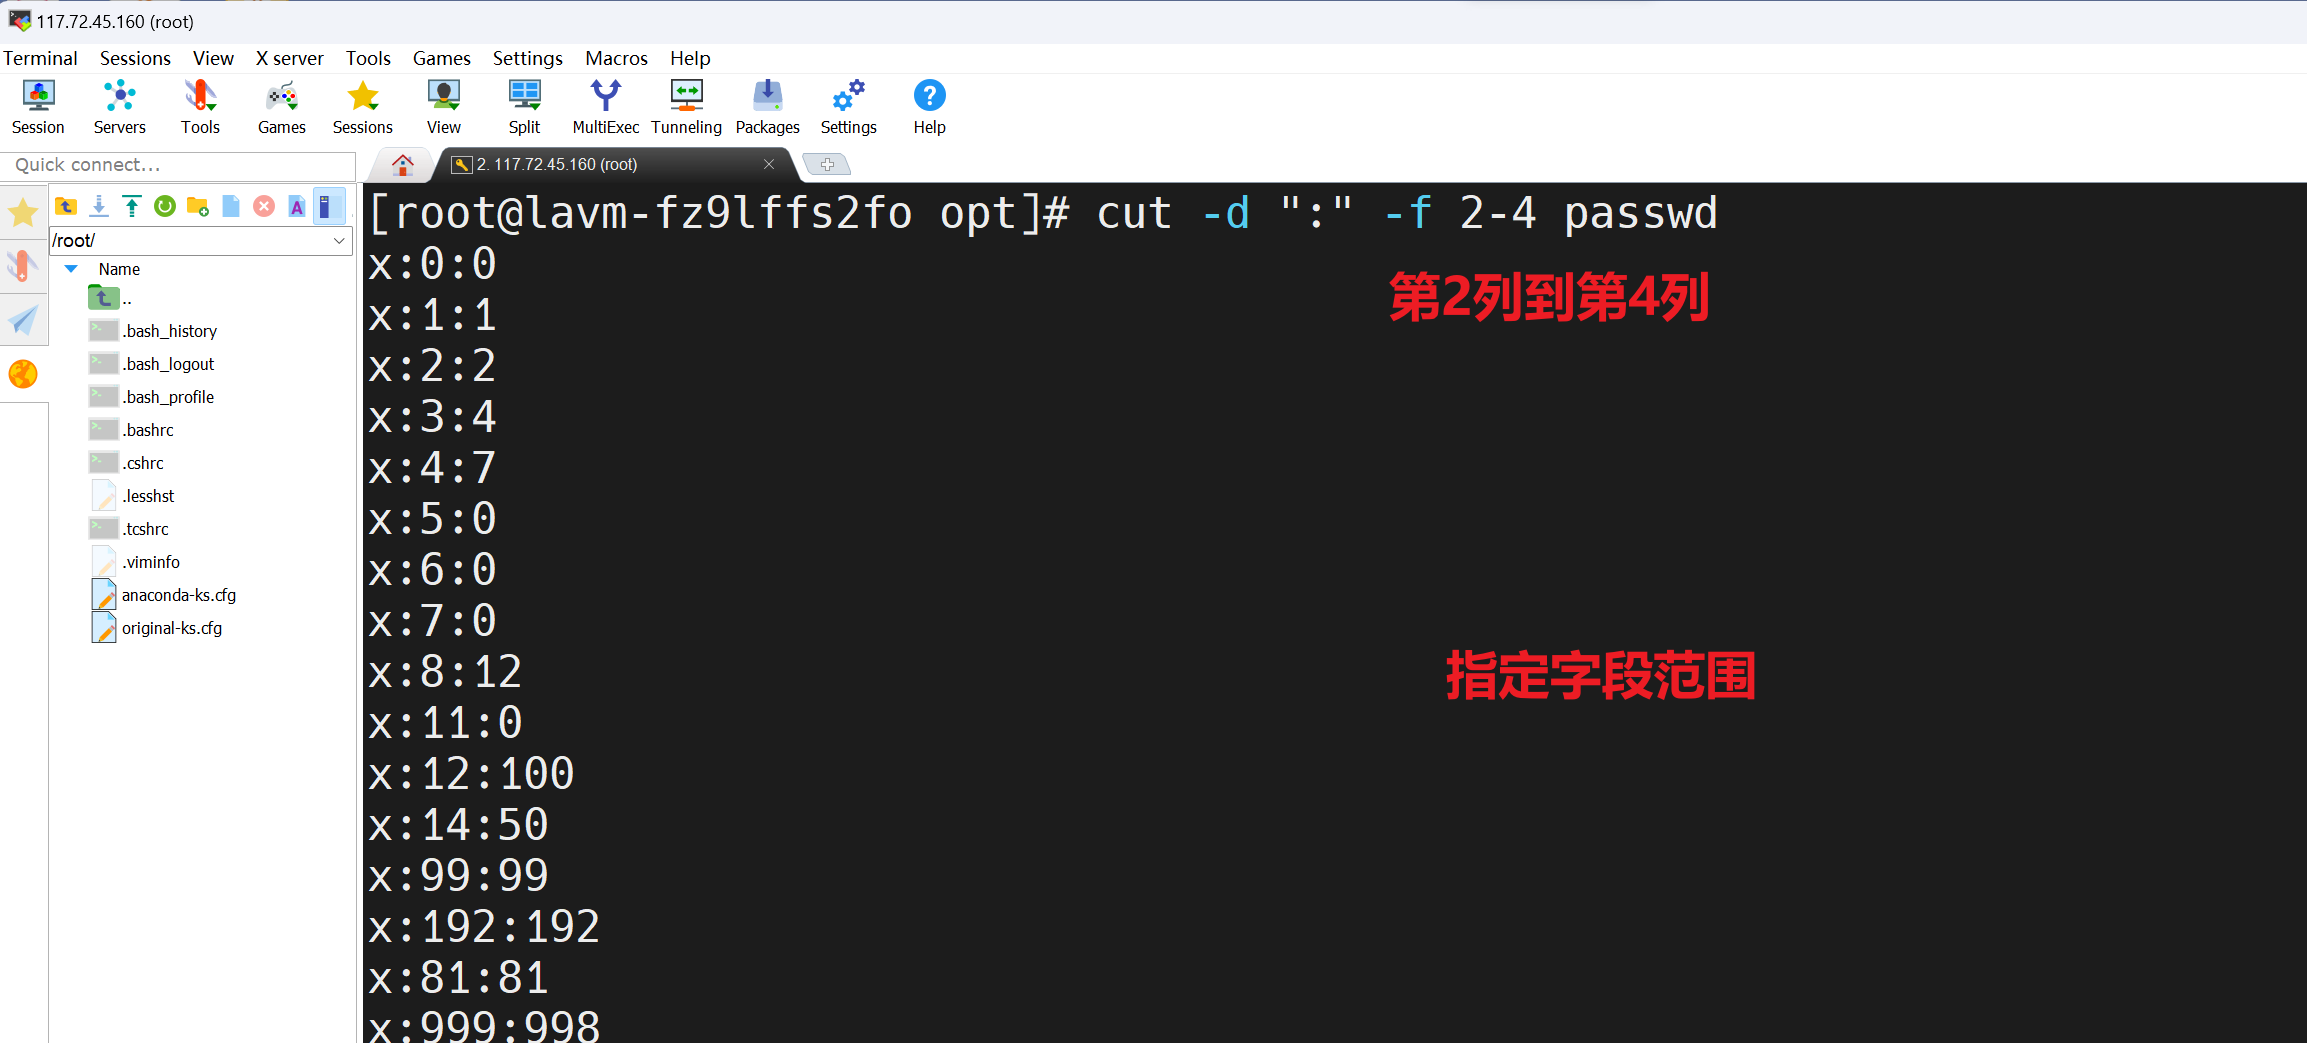 117.72.45.160 (root)
Terminal Sessions View X server Tools Games Settings Macros Help
Session Servers Tools Games Sessions View Split MultiExec Tunneling Packages Settings Help
Quick connect...
2. 117.72.45.160 (root)
/root/
Name
..
.bash_history
.bash_logout
.bash_profile
.bashrc
.cshrc
.lesshst
.tcshrc
.viminfo
anaconda-ks.cfg
original-ks.cfg
[root@lavm-fz9lffs2fo opt]# cut -d ":" -f 2-4 passwd
x:0:0
第2列到第4列
x:1:1
x:2:2
x:3:4
x:4:7
x:5:0
x:6:0
x:7:0
x:8:12
指定字段范围
x:11:0
x:12:100
x:14:50
x:99:99
x:192:192
x:81:81
x:999:998